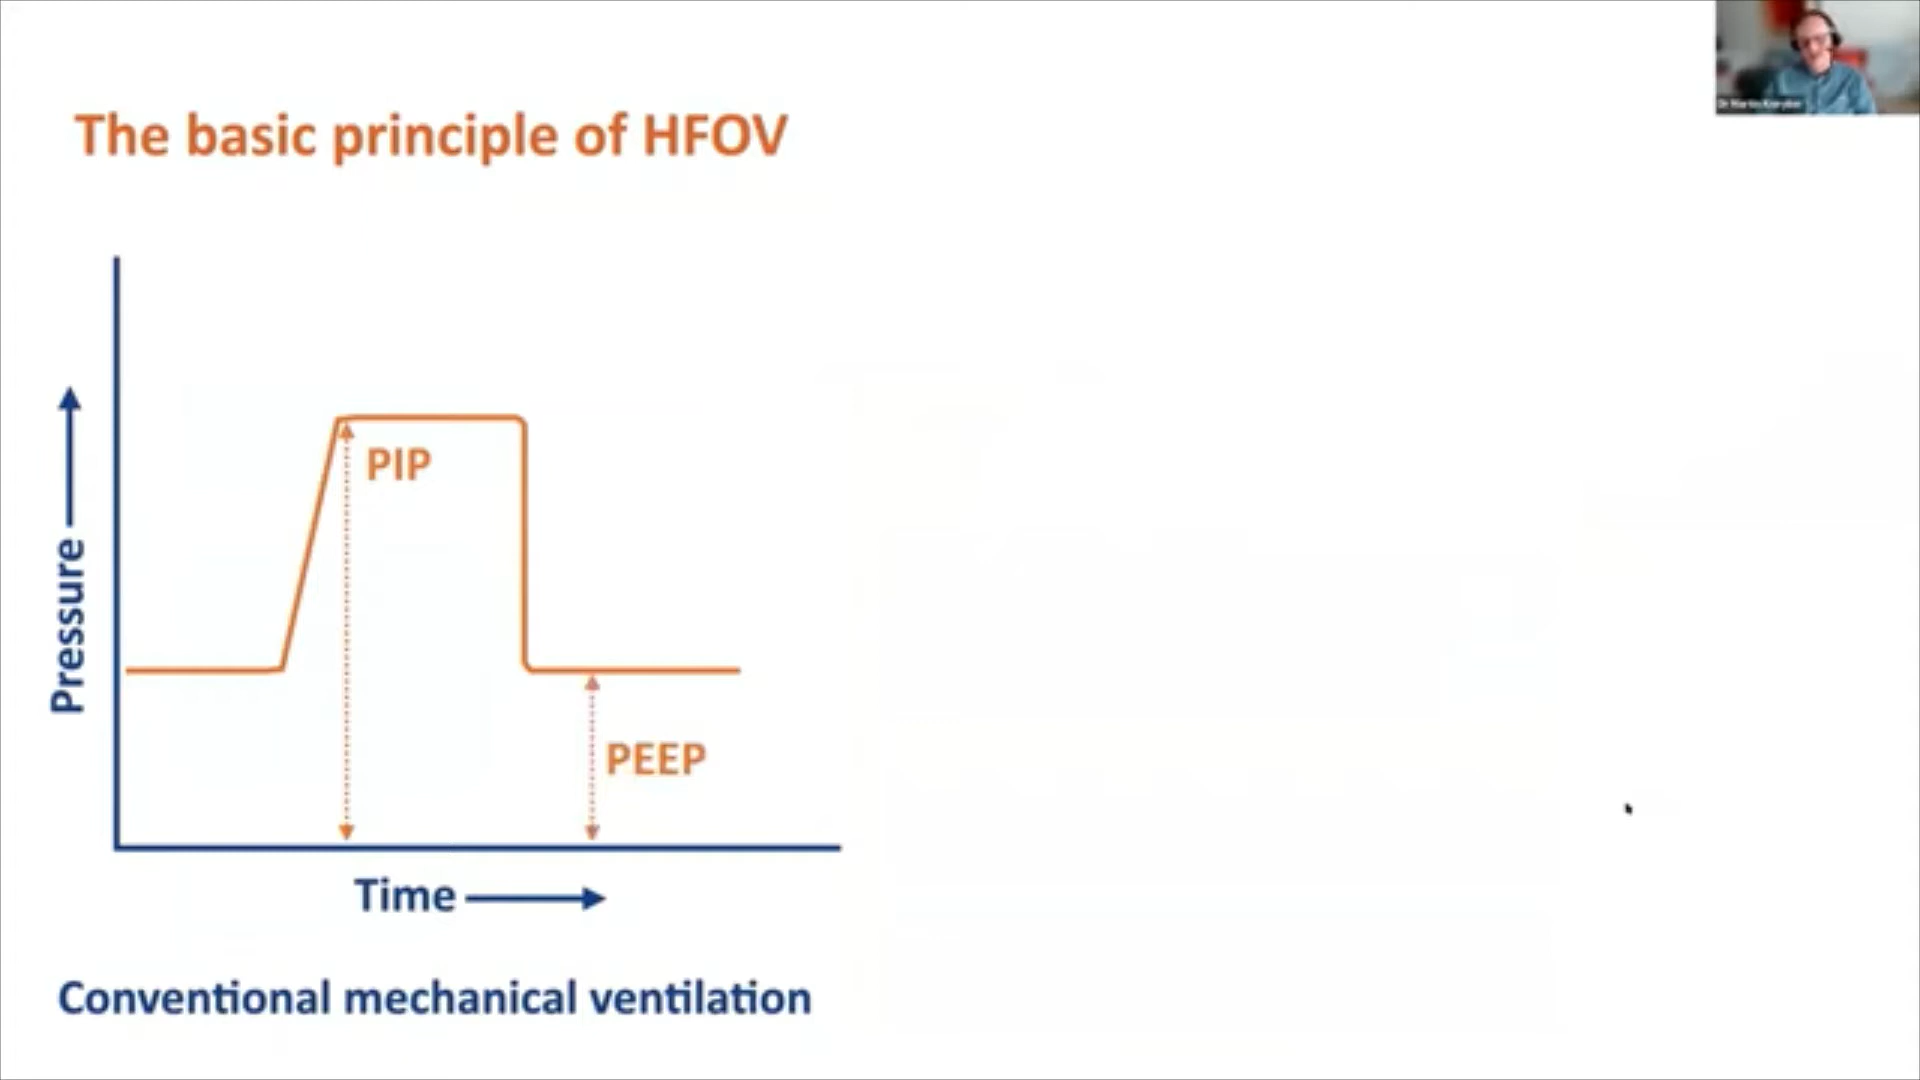 The basic principle of HFOV
Pressure
PIP
PEEP
Time
Conventional mechanical ventilation